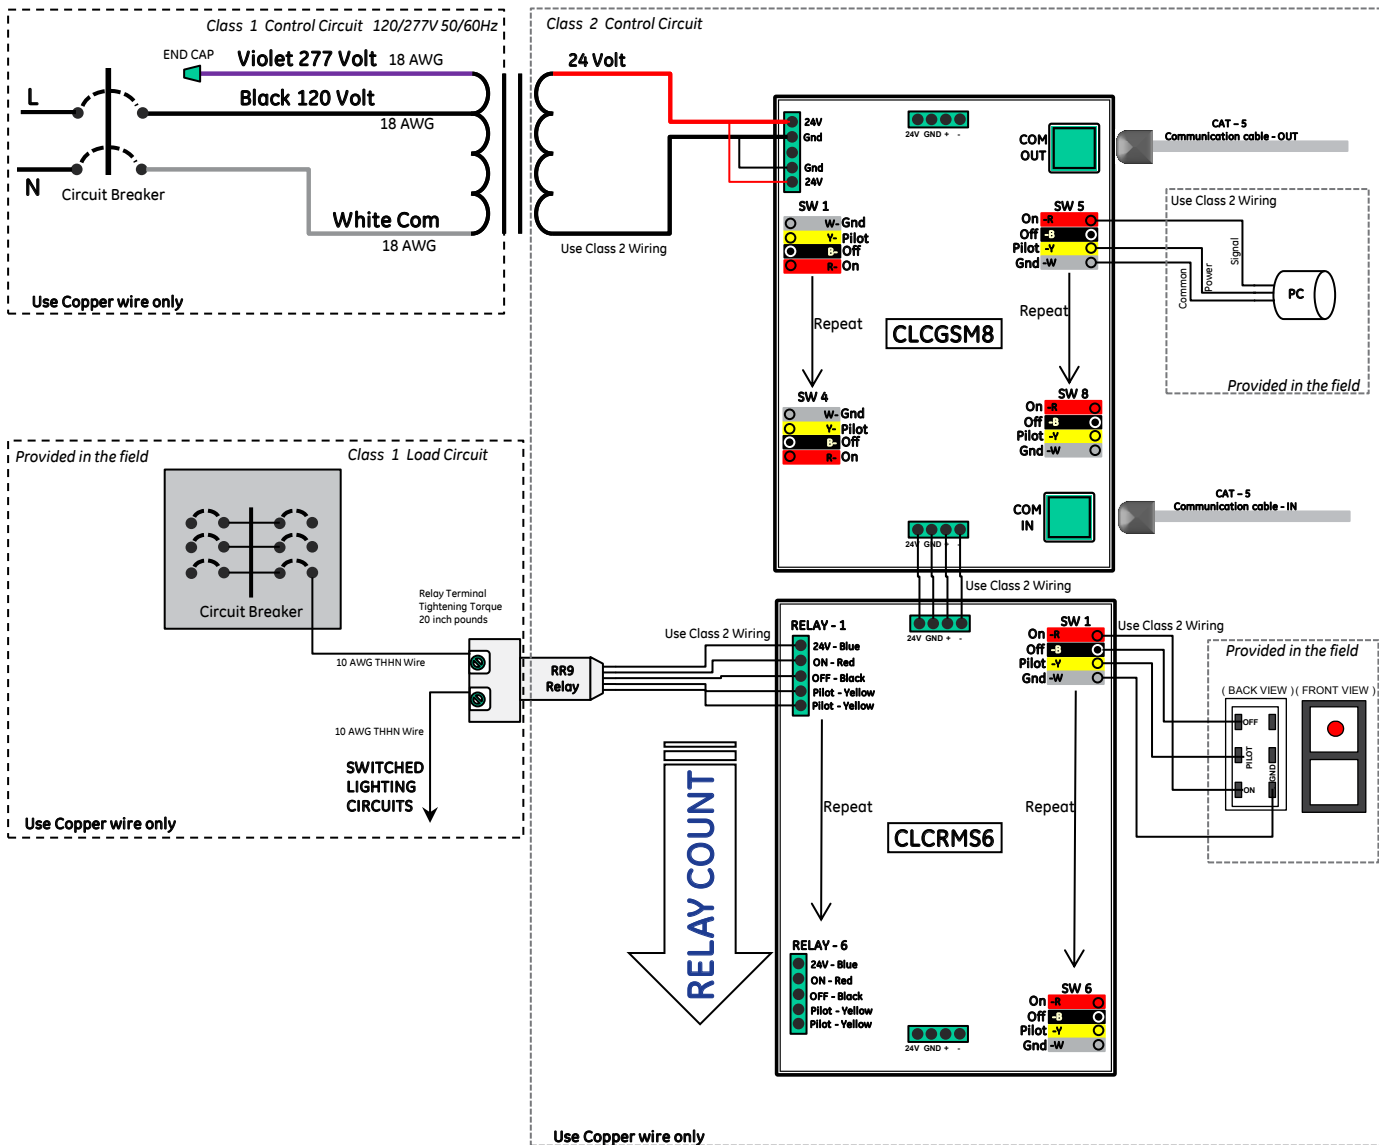 Class 1 Control Circuit 120/277V 50/60Hz
END CAP
Violet 277 Volt 18 AWG
L
Black 120 Volt
18 AWG
N
Circuit Breaker
White Com
18 AWG
Use Copper wire only
Class 2 Control Circuit
24 Volt
Use Class 2 Wiring
24V
Gnd
Gnd
24V
24V GND + -
COM
OUT
CAT - 5
Communication cable - OUT
SW 1
W- Gnd
Y- Pilot
B- Off
R- On
Repeat
SW 4
W- Gnd
Y- Pilot
B- Off
R- On
CLCGSM8
SW 5
On -R
Off -B
Pilot -Y
Gnd -W
Repeat
SW 8
On -R
Off -B
Pilot -Y
Gnd -W
Use Class 2 Wiring
Signal
Power
Common
PC
Provided in the field
COM
IN
CAT - 5
Communication cable - IN
24V GND + -
Use Class 2 Wiring
Provided in the field
Class 1 Load Circuit
Circuit Breaker
Relay Terminal
Tightening Torque
20 inch pounds
10 AWG THHN Wire
10 AWG THHN Wire
SWITCHED
LIGHTING
CIRCUITS
Use Copper wire only
RR9
Relay
Use Class 2 Wiring
24V GND + -
RELAY - 1
24V - Blue
ON - Red
OFF - Black
Pilot - Yellow
Pilot - Yellow
Repeat
RELAY COUNT
RELAY - 6
24V - Blue
ON - Red
OFF - Black
Pilot - Yellow
Pilot - Yellow
CLCRMS6
SW 1
On -R
Off -B
Pilot -Y
Gnd -W
Repeat
SW 6
On -R
Off -B
Pilot -Y
Gnd -W
24V GND + -
Use Class 2 Wiring
Provided in the field
( BACK VIEW ) ( FRONT VIEW )
OFF
PILOT
GND
ON
Use Copper wire only